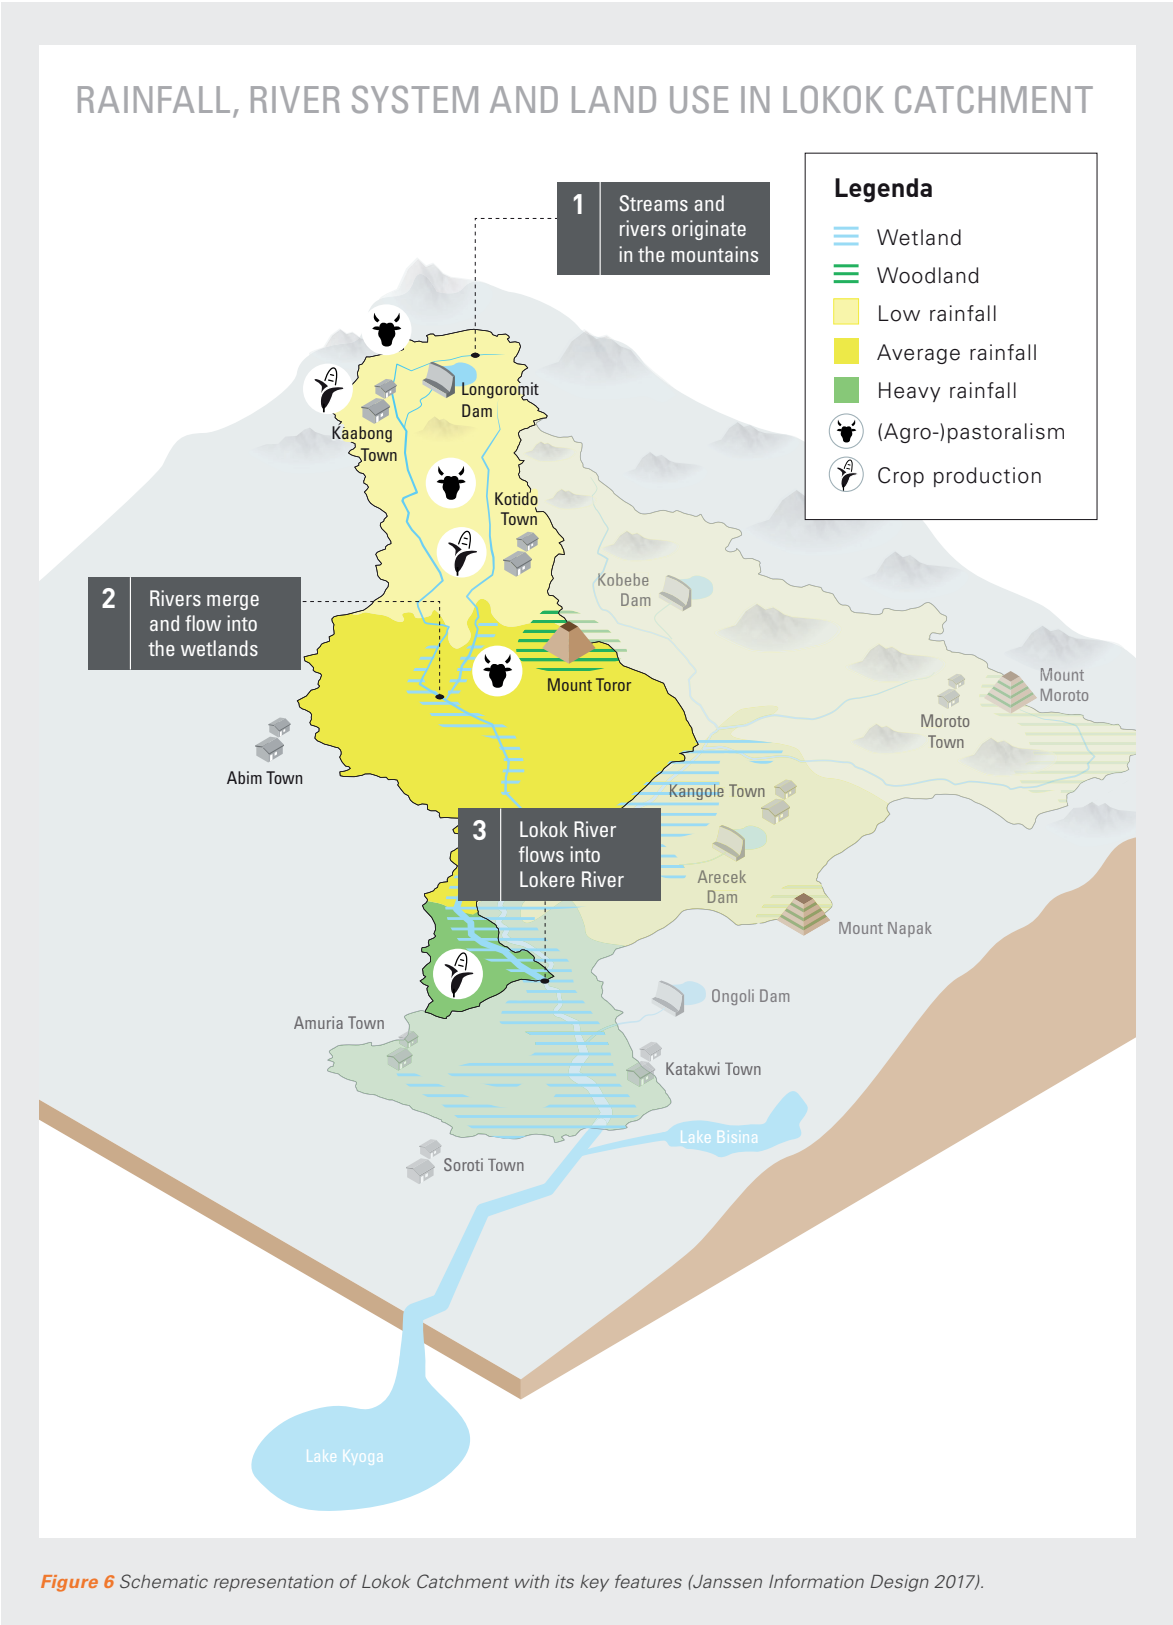 RAINFALL, RIVER SYSTEM AND LAND USE IN LOKOK CATCHMENT
Legenda
Wetland
Woodland
Low rainfall
Average rainfall
Heavy rainfall
(Agro-)pastoralism
Crop production
1
Streams and
rivers originate
in the mountains
Longoromit
Dam
Kaabong
Town
Kotido
Town
Kobebe
Dam
2
Rivers merge
and flow into
the wetlands
Mount Toror
Mount
Moroto
Moroto
Town
Abim Town
Kangole Town
3
Lokok River
flows into
Lokere River
Arecek
Dam
Mount Napak
Ongoli Dam
Amuria Town
Katakwi Town
Lake Bisina
Soroti Town
Lake Kyoga
Figure 6 Schematic representation of Lokok Catchment with its key features (Janssen Information Design 2017).